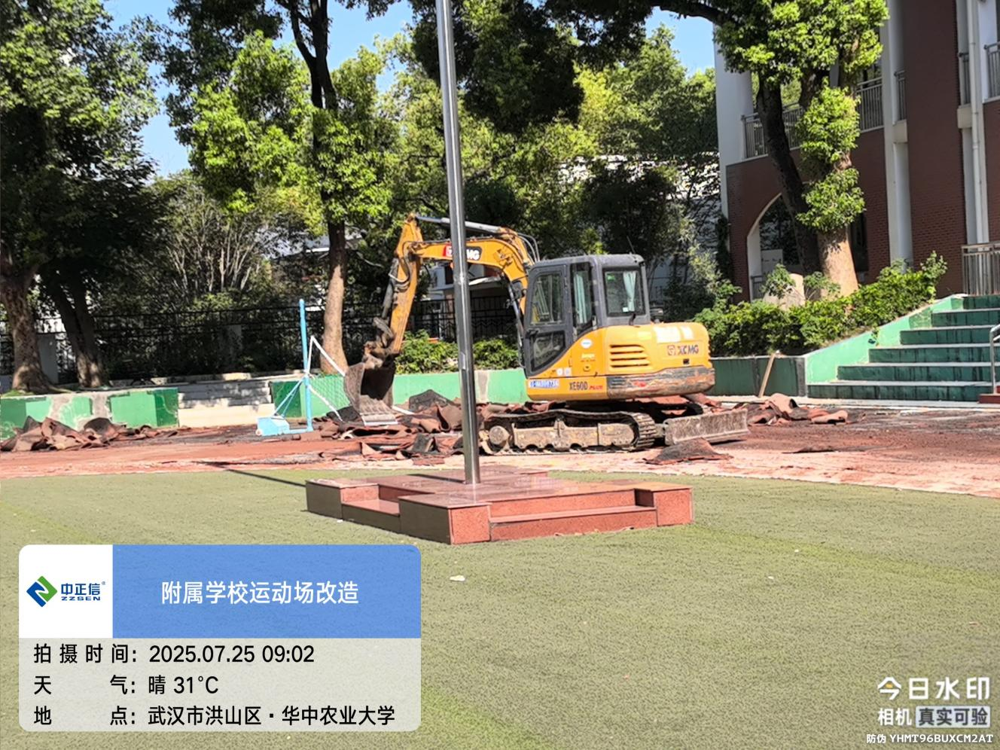 XCMG
XE60D PLUS
中正信
ZZSEN
附属学校运动场改造
拍摄时间: 2025.07.25 09:02
天气: 晴 31°C
地点: 武汉市洪山区·华中农业大学
今日水印
相机 真实可验
防伪 YHMT96BUXCM2AT